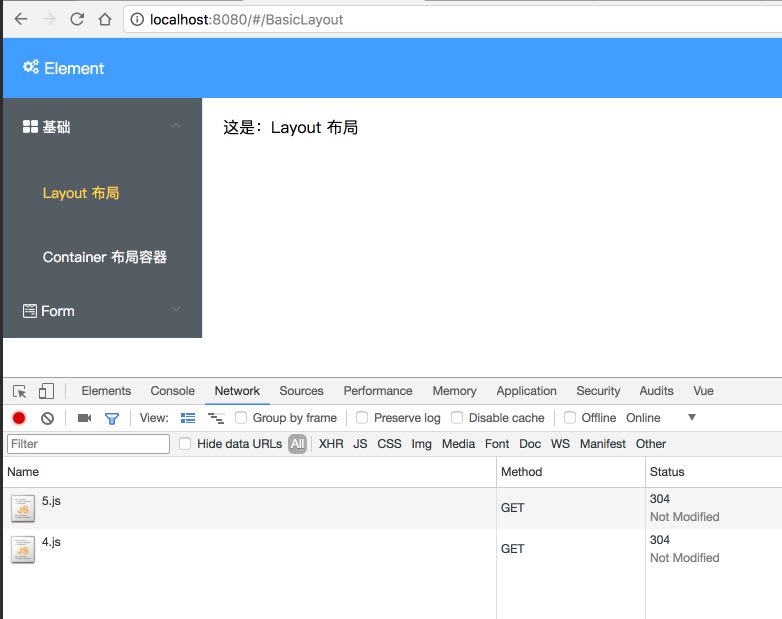 localhost:8080/#/BasicLayout
Element
基础
这是：Layout 布局
Layout 布局
Container 布局容器
Form
Elements Console Network Sources Performance Memory Application Security Audits Vue
View: Group by frame Preserve log Disable cache Offline Online
Filter Hide data URLs All XHR JS CSS Img Media Font Doc WS Manifest Other
Name Method Status
JS 5.js GET 304
Not Modified
JS 4.js GET 304
Not Modified